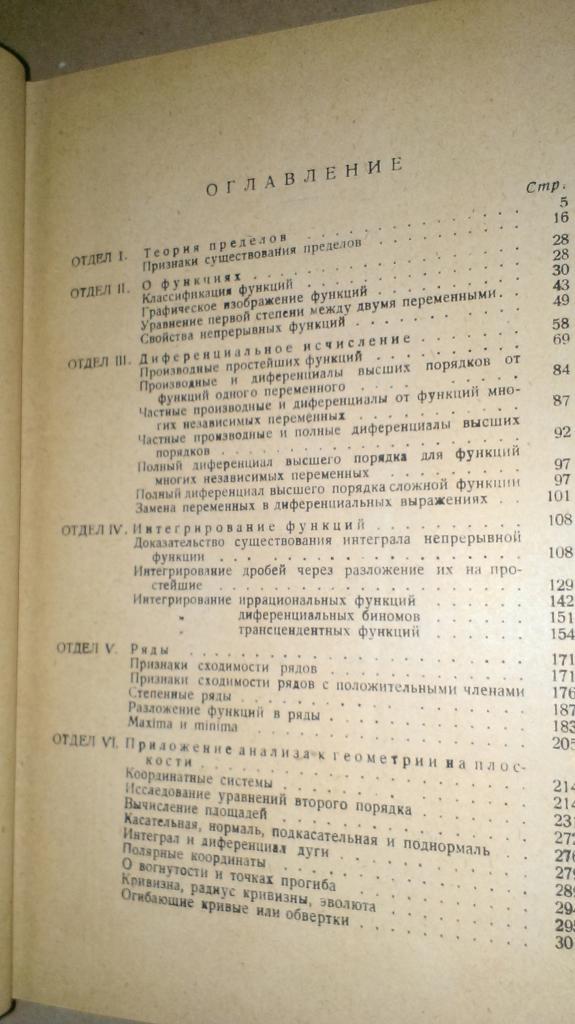 ОГЛАВЛЕНИЕ
Стр.
ОТДЕЛ I. Теория пределов . . . 5
Признаки существования пределов . . . 16
ОТДЕЛ II. О функциях . . . 28
Классификация функций . . . 28
Графическое изображение функций . . . 30
Уравнение первой степени между двумя переменными . . 43
Свойства непрерывных функций . . . 49
ОТДЕЛ III. Диференциальное исчисление . . . 58
Производные простейших функций . . . 69
Производные и диференциалы высших порядков от
функций одного переменного . . . 84
Частные производные и диференциалы от функций мно-
гих независимых переменных . . . 87
Частные производные и полные диференциалы высших
порядков . . . 92
Полный диференциал высшего порядка для функций
многих независимых переменных . . . 97
Полный диференциал высшего порядка сложной функции 97
Замена переменных в диференциальных выражениях . . 101
ОТДЕЛ IV. Интегрирование функций . . . 108
Доказательство существования интеграла непрерывной
функции . . . 108
Интегрирование дробей через разложение их на про-
стейшие . . . 129
Интегрирование иррациональных функций . . . 142
" диференциальных биномов . . . 151
" трансцендентных функций . . . 154
ОТДЕЛ V. Ряды . . . 171
Признаки сходимости рядов . . . 171
Признаки сходимости рядов с положительными членами 176
Степенные ряды . . . 187
Разложение функций в ряды . . . 183
Maxima и minima . . . 205
ОТДЕЛ VI. Приложение анализа к геометрии на плос-
кости . . . 214
Координатные системы . . . 214
Исследование уравнений второго порядка . . . 231
Вычисление площадей . . . 272
Касательная, нормаль, подкасательная и поднормаль 276
Интеграл и диференциал дуги . . . 279
Полярные координаты . . .
О вогнутости и точках прогиба . . .
Кривизна, радиус кривизны, эволюта . . .
Огибающие кривые или обвертки . . .